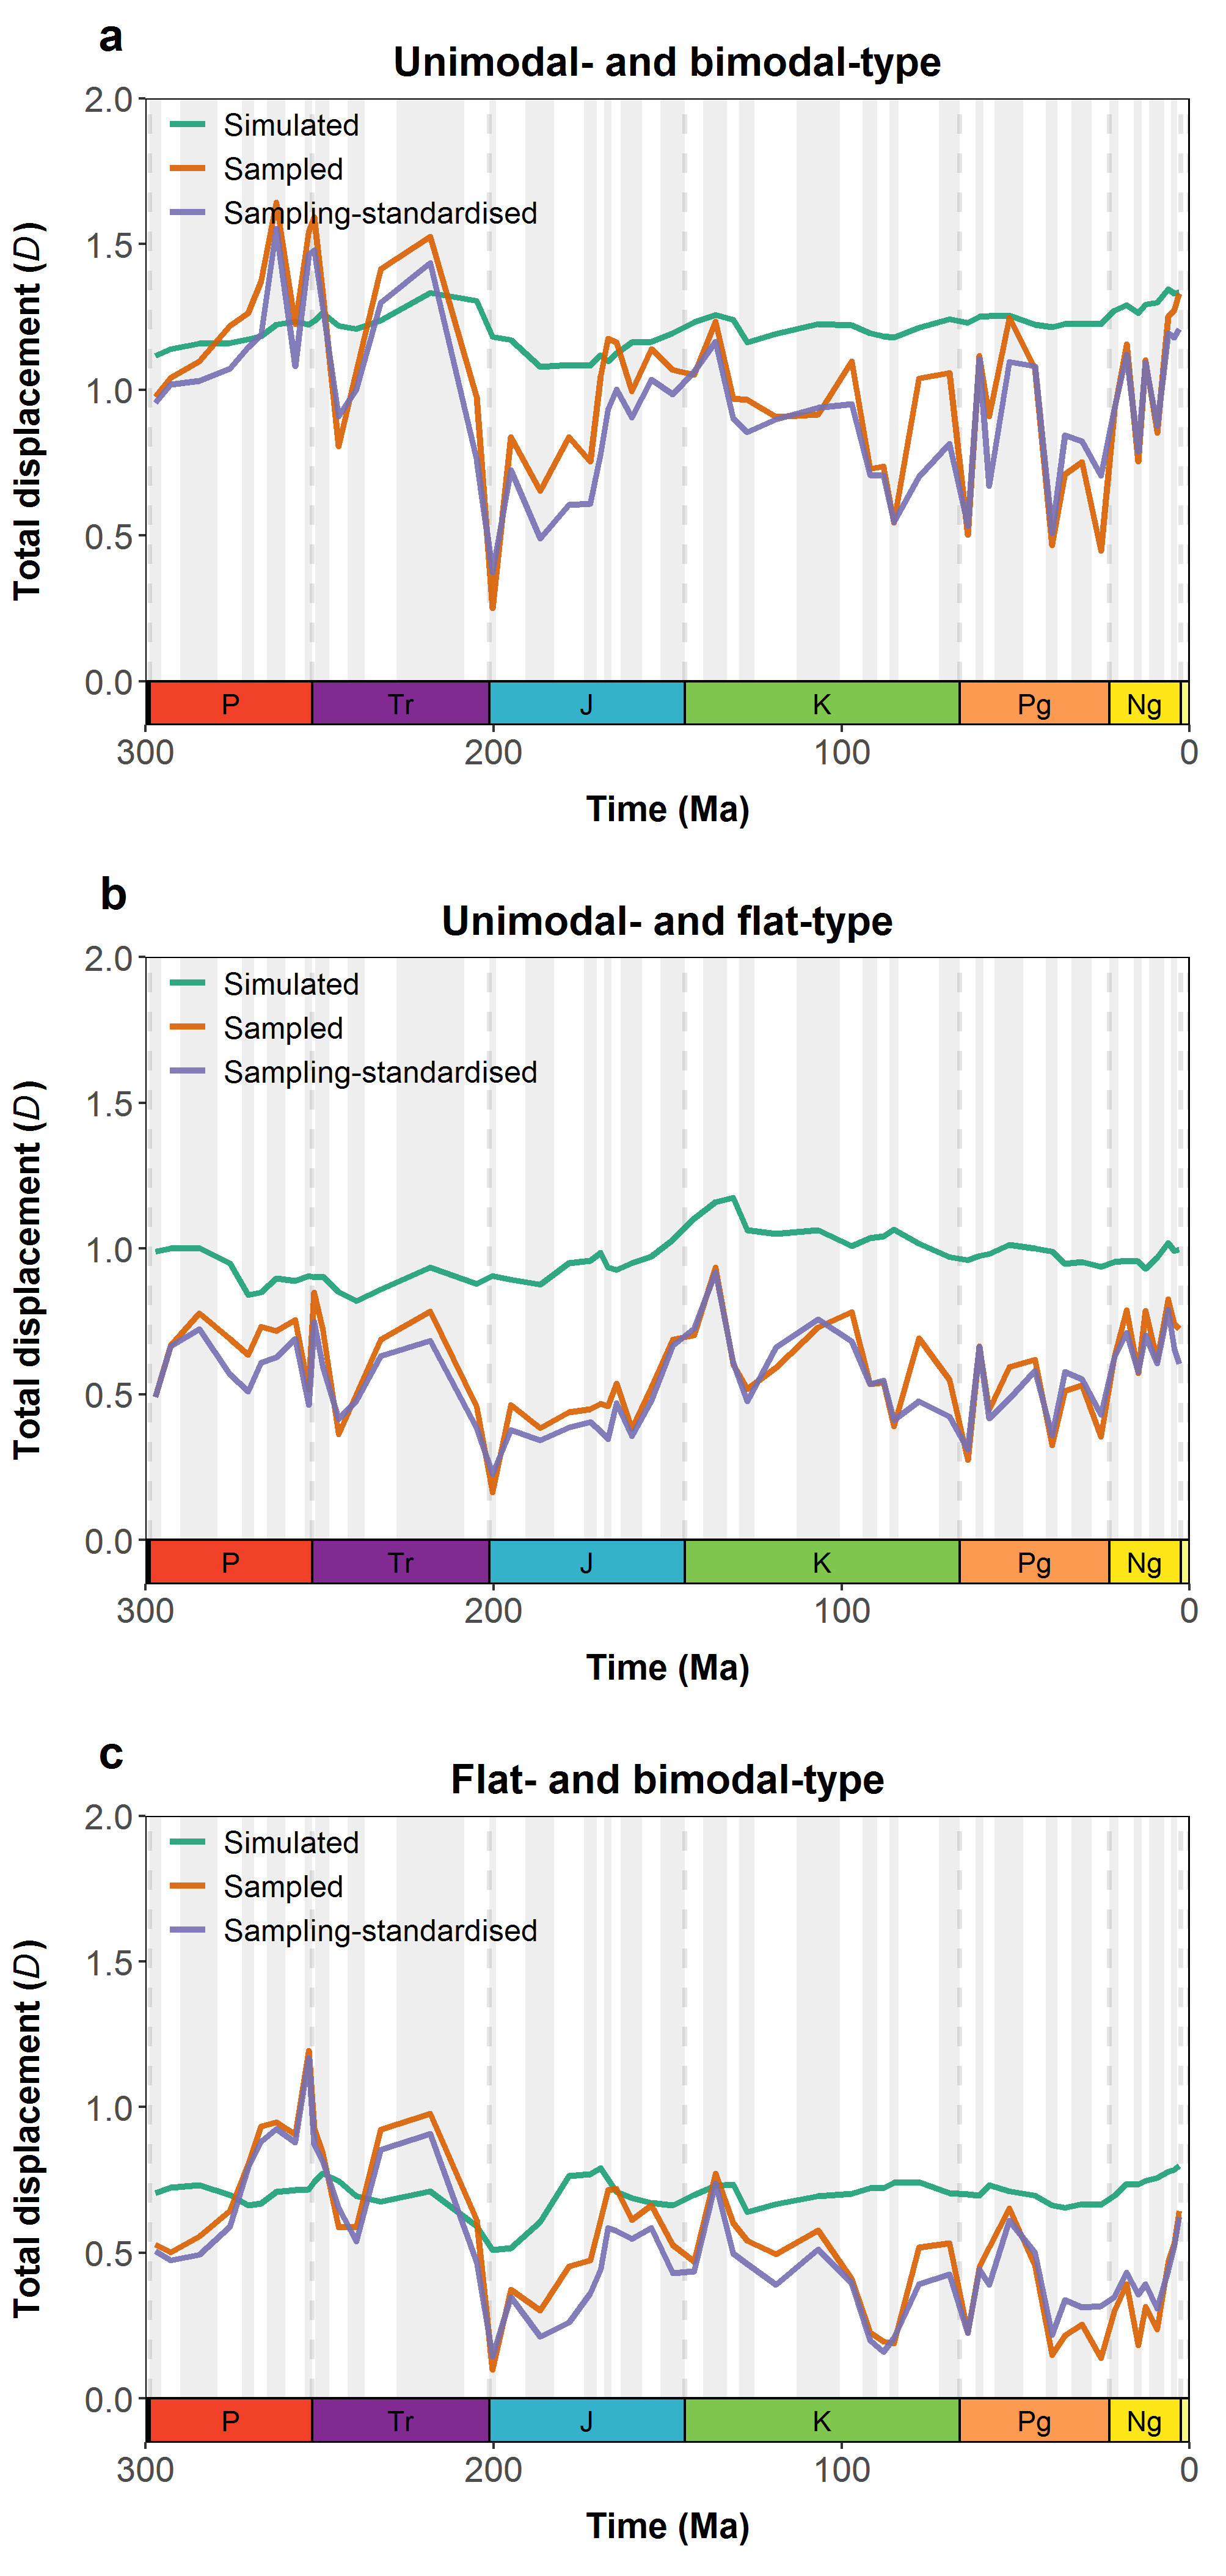 a
Unimodal- and bimodal-type
2.0
Simulated
Sampled
Sampling-standardised
1.5
1.0
0.5
0.0
Total displacement (D)
P Tr J K Pg Ng
300 200 100 0
Time (Ma)
b
Unimodal- and flat-type
2.0
Simulated
Sampled
Sampling-standardised
1.5
1.0
0.5
0.0
Total displacement (D)
P Tr J K Pg Ng
300 200 100 0
Time (Ma)
c
Flat- and bimodal-type
2.0
Simulated
Sampled
Sampling-standardised
1.5
1.0
0.5
0.0
Total displacement (D)
P Tr J K Pg Ng
300 200 100 0
Time (Ma)